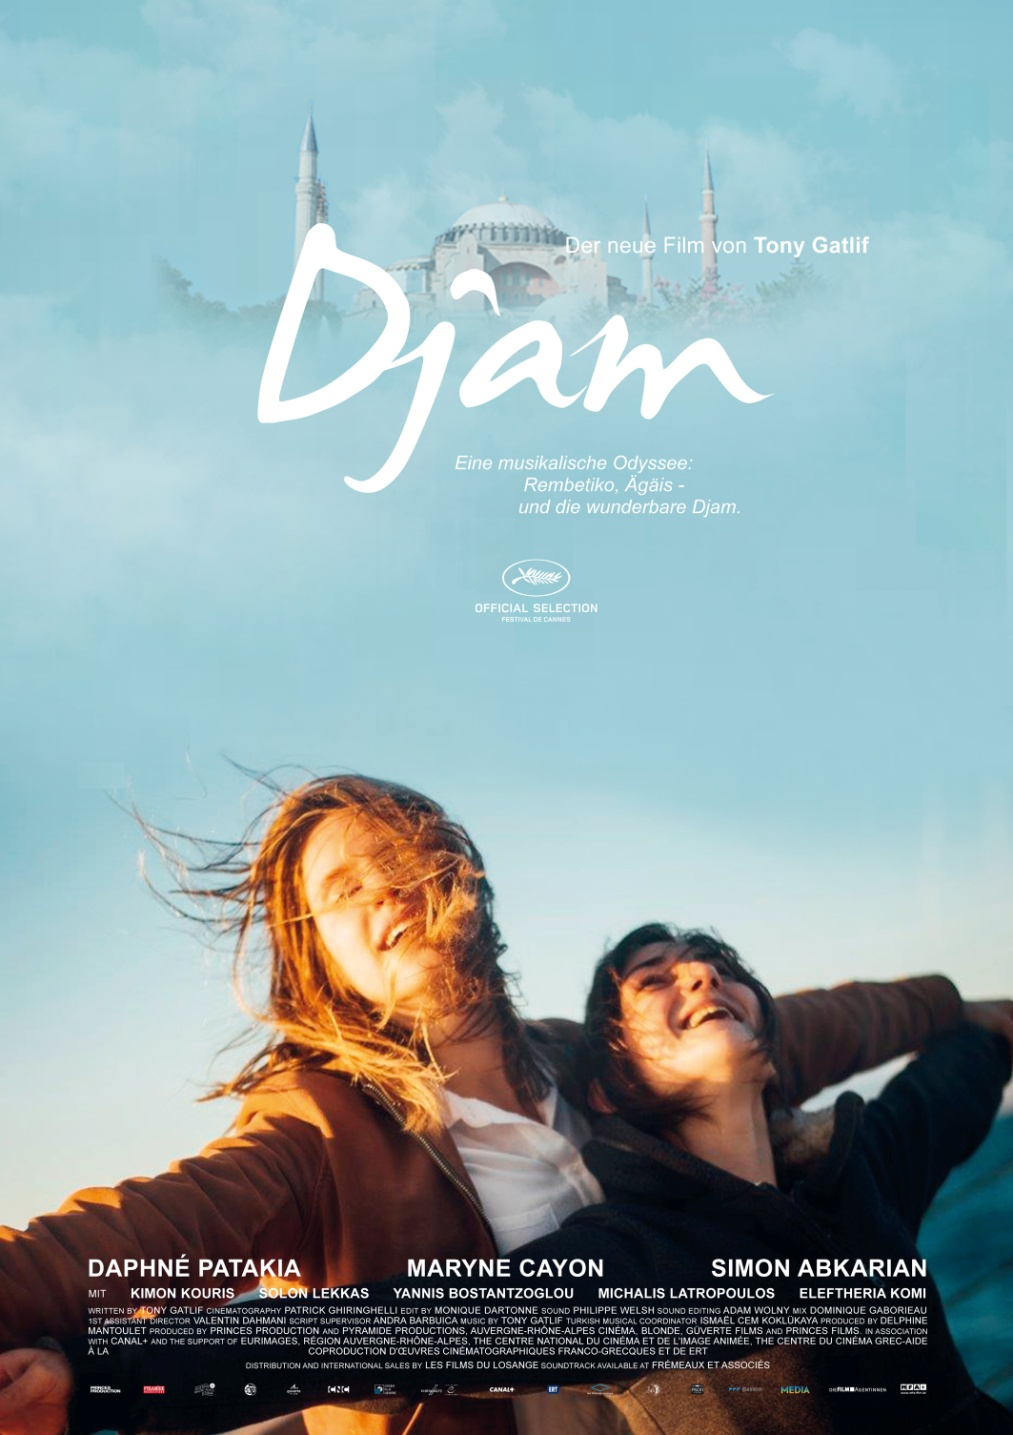 Der neue Film von Tony Gatlif
Djam
Eine musikalische Odyssee:
Rembetiko, Ägäis -
und die wunderbare Djam.
OFFICIAL SELECTION
FESTIVAL DE CANNES
DAPHNÉ PATAKIA MARYNE CAYON SIMON ABKARIAN
MIT KIMON KOURIS SOLON LEKKAS YANNIS BOSTANTZOGLOU MICHALIS LATROPOULOS ELEFTHERIA KOMI
WRITTEN BY TONY GATLIF CINEMATOGRAPHY PATRICK GHIRINGHELLI EDIT BY MONIQUE DARTONNE SOUND PHILIPPE WELSH SOUND EDITING ADAM WOLNY MIX DOMINIQUE GABORIEAU
1ST ASSISTANT DIRECTOR VALENTIN DAHMANI SCRIPT SUPERVISOR ANDRA BARBUICA MUSIC BY TONY GATLIF TURKISH MUSICAL COORDINATOR ISMAËL CEM KOKLÜKAYA PRODUCED BY DELPHINE
MANTOULET PRODUCED BY PRINCES PRODUCTION AND PYRAMIDE PRODUCTIONS, AUVERGNE-RHÔNE-ALPES CINÉMA, BLONDE, GÜVERTE FILMS AND PRINCES FILMS. IN ASSOCIATION
WITH CANAL+ AND THE SUPPORT OF EURIMAGES, RÉGION AUVERGNE-RHÔNE-ALPES, THE CENTRE NATIONAL DU CINÉMA ET DE L'IMAGE ANIMÉE, THE CENTRE DU CINÉMA GREC-AIDE
À LA COPRODUCTION D'ŒUVRES CINÉMATOGRAPHIQUES FRANCO-GRECQUES ET DE ERT
DISTRIBUTION AND INTERNATIONAL SALES BY LES FILMS DU LOSANGE SOUNDTRACK AVAILABLE AT FRÉMEAUX ET ASSOCIÉS
PRINCES PRODUCTION PYRAMIDE CNC CANAL+ ERT MEDIA DIEFILMAGENTINNEN MFA+